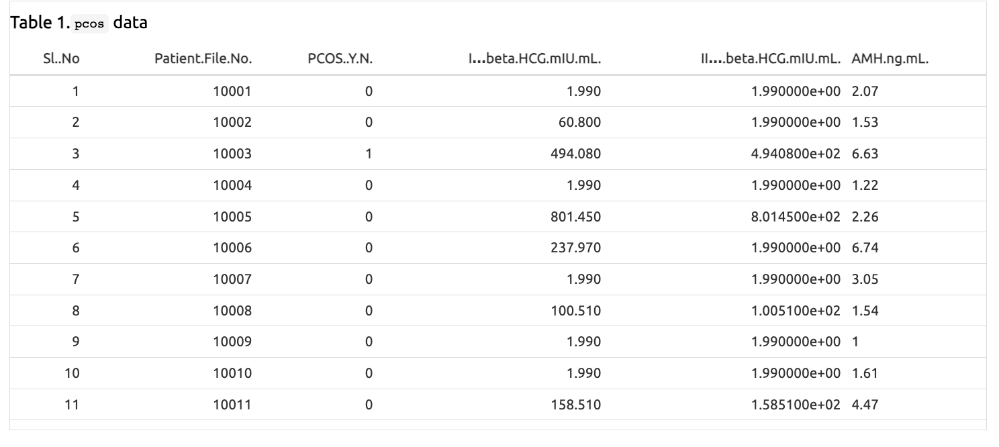 Table 1. pcos data
Sl..No Patient.File.No. PCOS..Y.N. I...beta.HCG.mIU.mL. II....beta.HCG.mIU.mL. AMH.ng.mL.
1 10001 0 1.990 1.990000e+00 2.07
2 10002 0 60.800 1.990000e+00 1.53
3 10003 1 494.080 4.940800e+02 6.63
4 10004 0 1.990 1.990000e+00 1.22
5 10005 0 801.450 8.014500e+02 2.26
6 10006 0 237.970 1.990000e+00 6.74
7 10007 0 1.990 1.990000e+00 3.05
8 10008 0 100.510 1.005100e+02 1.54
9 10009 0 1.990 1.990000e+00 1
10 10010 0 1.990 1.990000e+00 1.61
11 10011 0 158.510 1.585100e+02 4.47